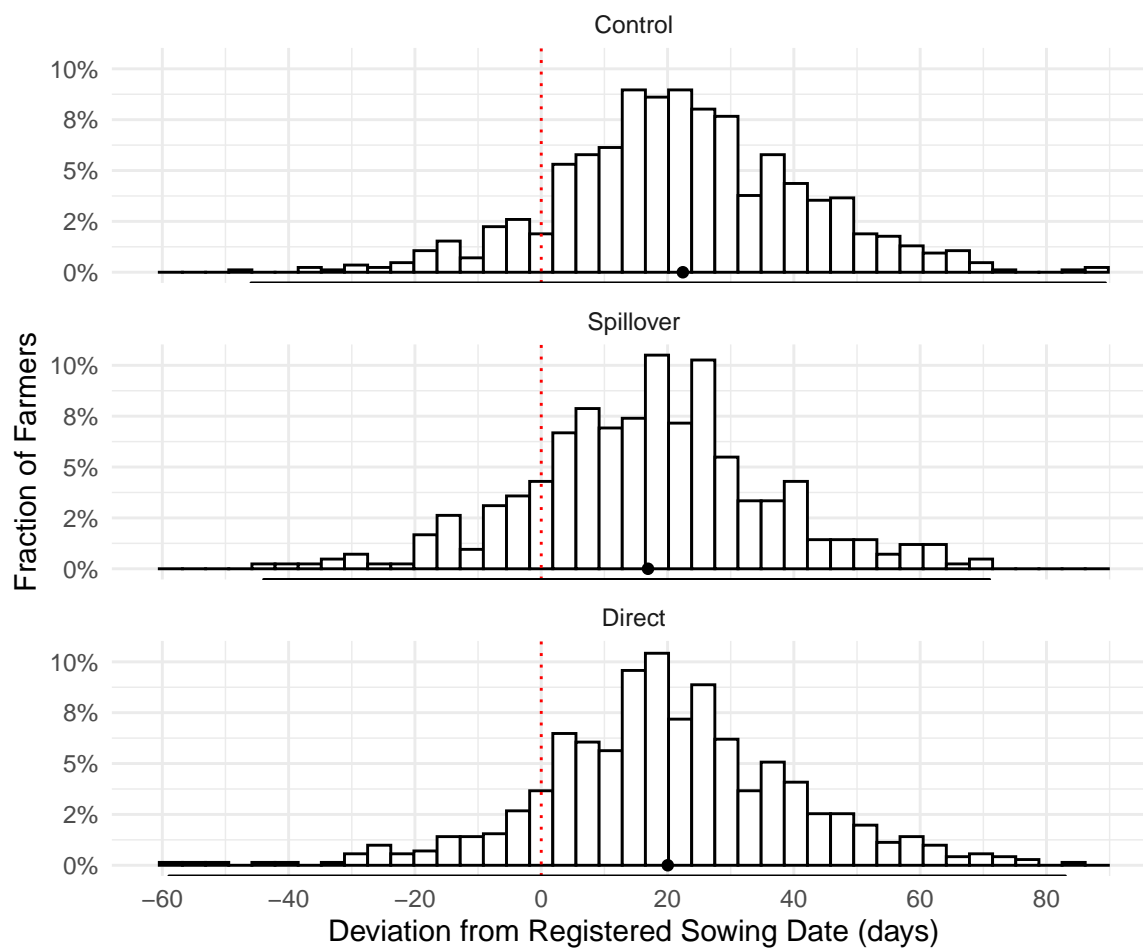 Control
10%
8%
5%
2%
0%
Spillover
10%
8%
5%
2%
0%
Direct
10%
8%
5%
2%
0%
Fraction of Farmers
−60 −40 −20 0 20 40 60 80
Deviation from Registered Sowing Date (days)